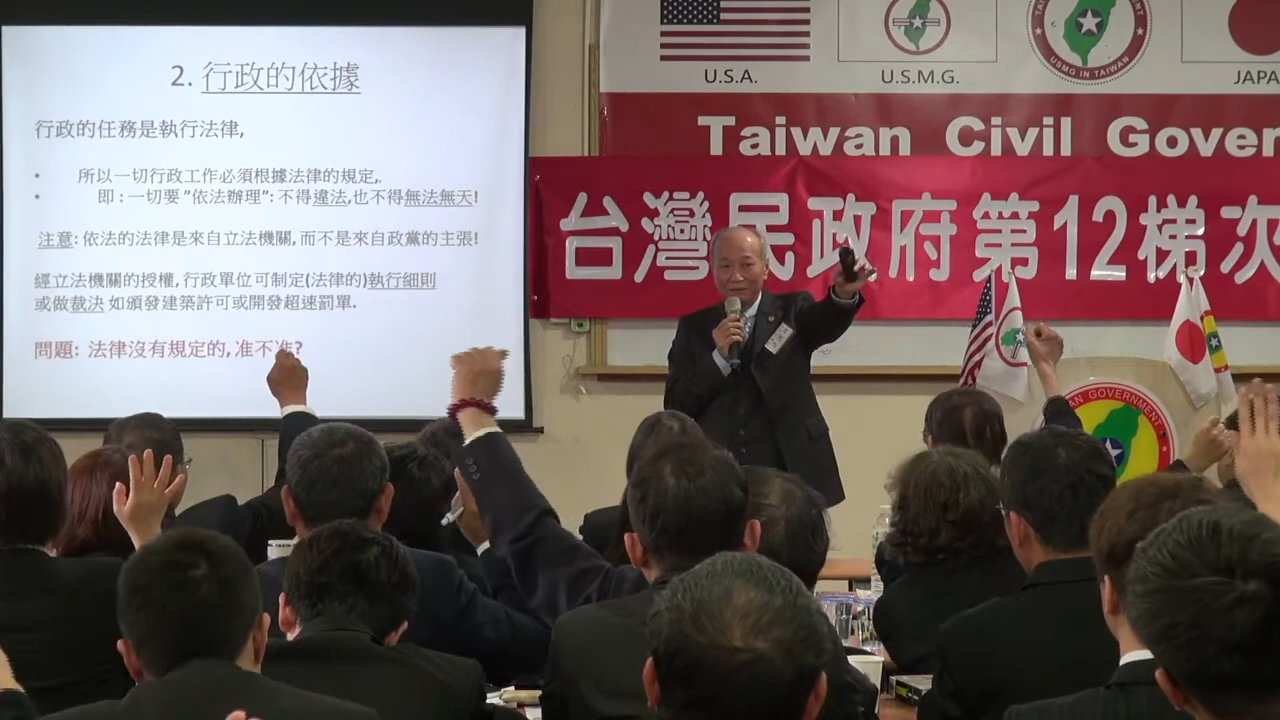 2. 行政的依據
行政的任務是執行法律,
• 所以一切行政工作必須根據法律的規定,.
• 即 : 一切要 "依法辦理": 不得違法,也不得無法無天!
注意: 依法的法律是來自立法機關, 而不是來自政黨的主張!
經立法機關的授權, 行政單位可制定(法律的)執行細則
或做裁決 如頒發建築許可或開發超速罰單.
問題: 法律沒有規定的, 准不准?
U.S.A.
U.S.M.G.
USMG IN TAIWAN
JAPA
Taiwan Civil Gover
台灣民政府第12梯次
AN GOVERNMENT